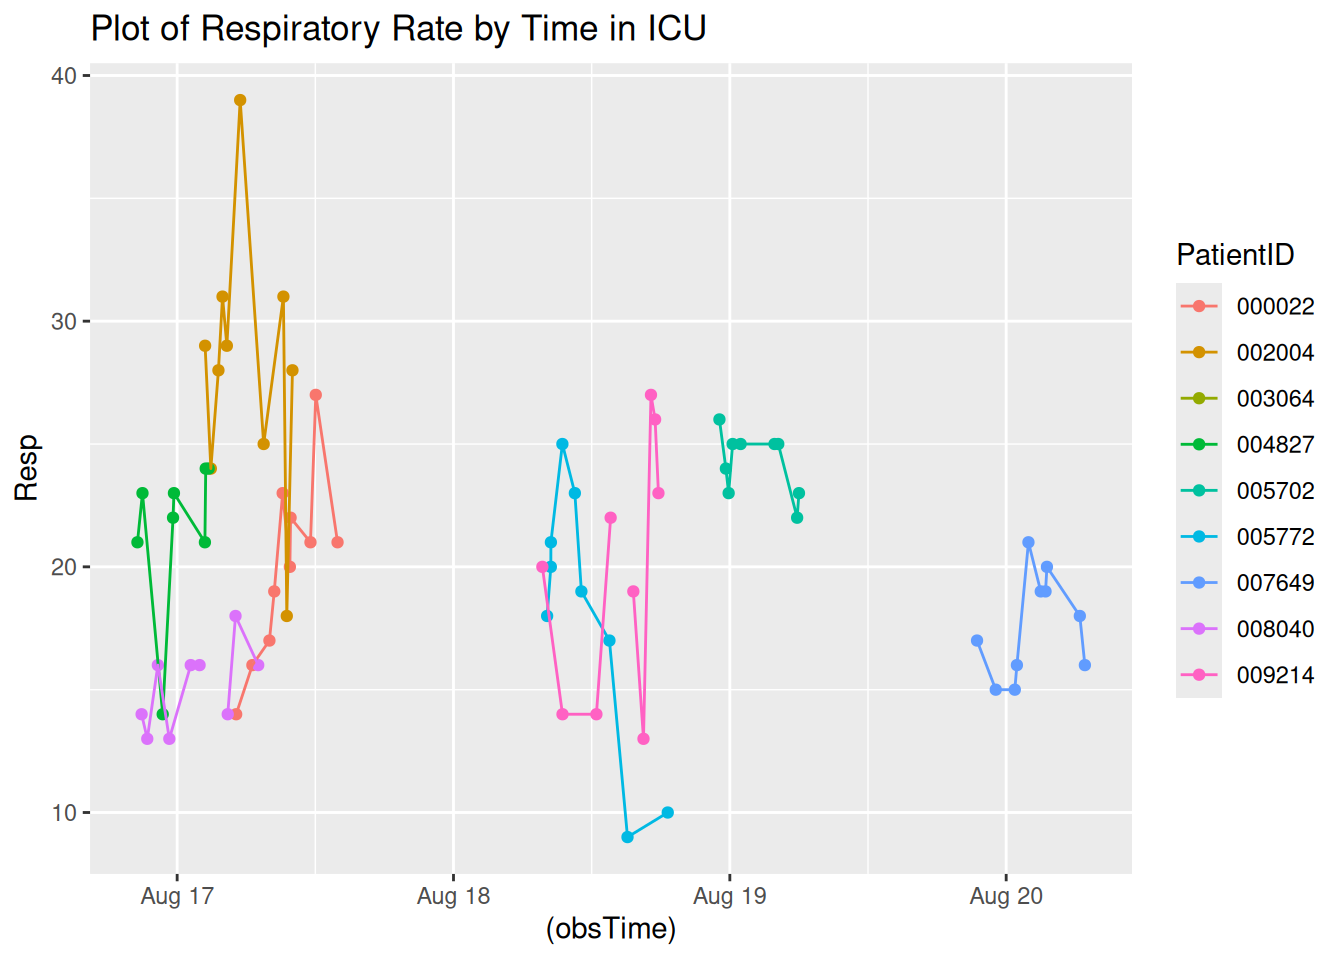 Plot of Respiratory Rate by Time in ICU
40
30
20
10
Resp
Aug 17
Aug 18
Aug 19
Aug 20
(obsTime)
PatientID
000022
002004
003064
004827
005702
005772
007649
008040
009214